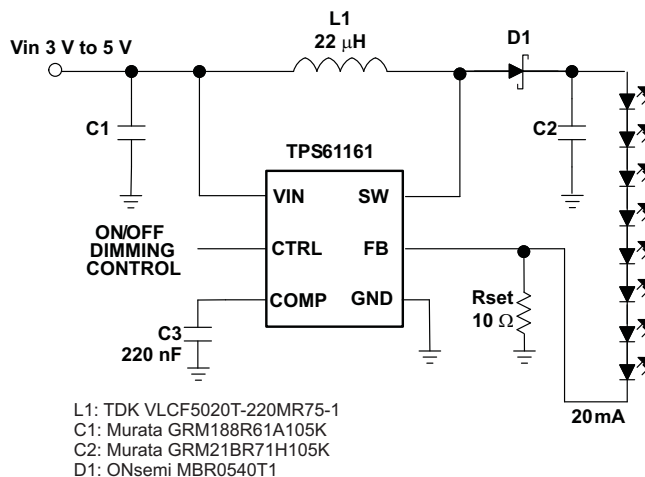 L1
22 μH
D1
Vin 3 V to 5 V
C1
C2
TPS61161
VIN
SW
ON/OFF
DIMMING
CONTROL
CTRL
FB
COMP
GND
Rset
10 Ω
C3
220 nF
20mA
L1: TDK VLCF5020T-220MR75-1
C1: Murata GRM188R61A105K
C2: Murata GRM21BR71H105K
D1: ONsemi MBR0540T1